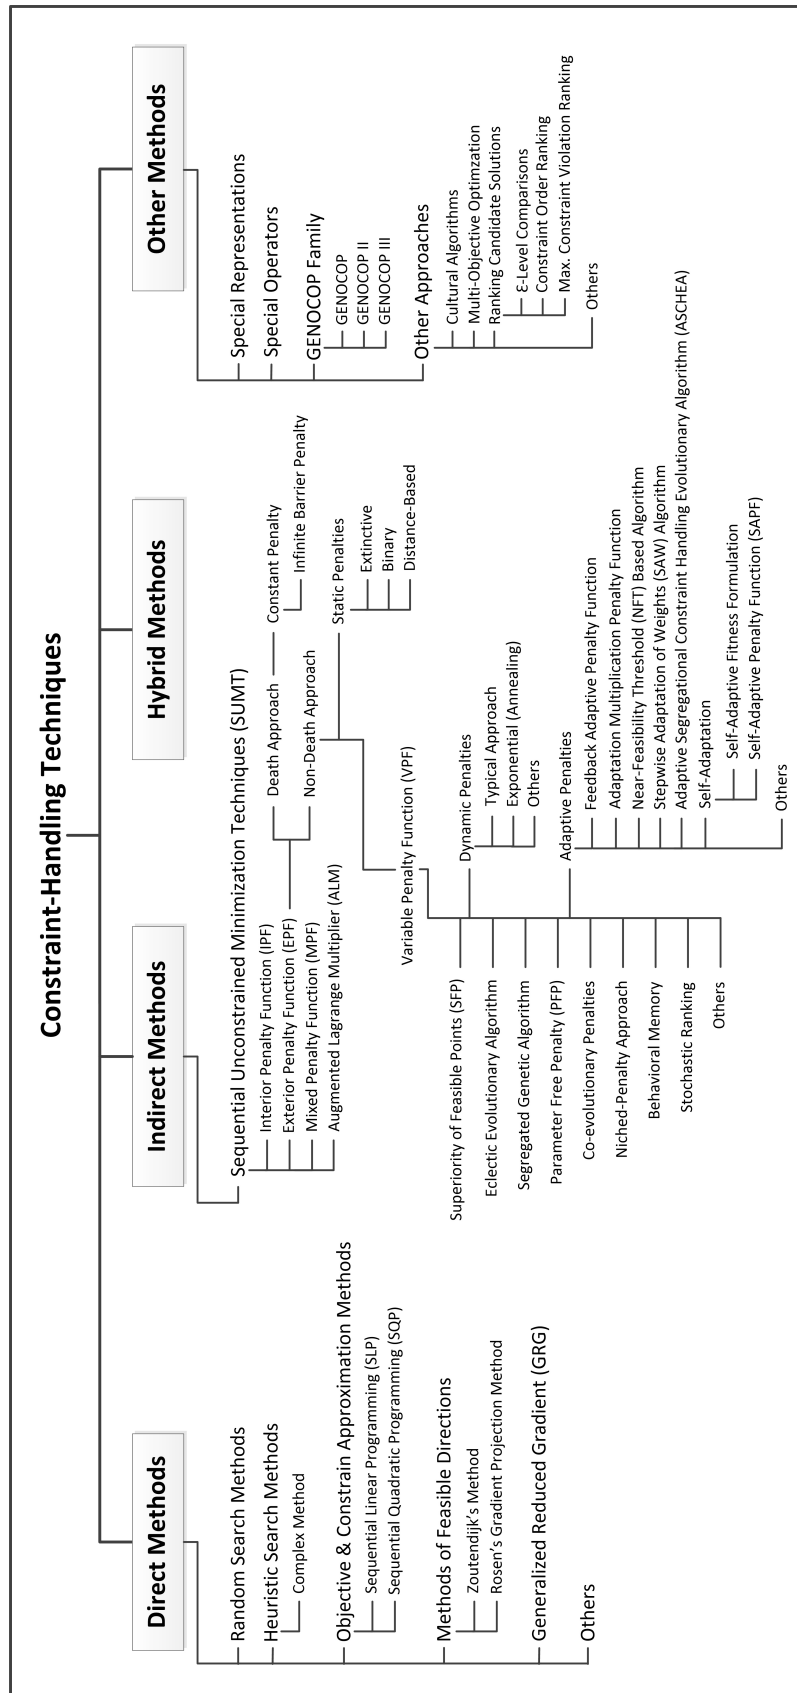 Constraint-Handling Techniques
Direct Methods
Random Search Methods
Heuristic Search Methods
Complex Method
Objective & Constrain Approximation Methods
Sequential Linear Programming (SLP)
Sequential Quadratic Programming (SQP)
Methods of Feasible Directions
Zoutendijk's Method
Rosen's Gradient Projection Method
Generalized Reduced Gradient (GRG)
Others
Indirect Methods
Sequential Unconstrained Minimization Techniques (SUMT)
Interior Penalty Function (IPF)
Exterior Penalty Function (EPF)
Mixed Penalty Function (MPF)
Augmented Lagrange Multiplier (ALM)
Death Approach
Constant Penalty
Infinite Barrier Penalty
Non-Death Approach
Static Penalties
Extinctive
Binary
Distance-Based
Variable Penalty Function (VPF)
Superiority of Feasible Points (SFP)
Eclectic Evolutionary Algorithm
Segregated Genetic Algorithm
Parameter Free Penalty (PFP)
Co-evolutionary Penalties
Niched-Penalty Approach
Behavioral Memory
Stochastic Ranking
Others
Dynamic Penalties
Typical Approach
Exponential (Annealing)
Others
Adaptive Penalties
Feedback Adaptive Penalty Function
Adaptation Multiplication Penalty Function
Near-Feasibility Threshold (NFT) Based Algorithm
Stepwise Adaptation of Weights (SAW) Algorithm
Adaptive Segregational Constraint Handling Evolutionary Algorithm (ASCHEA)
Self-Adaptation
Self-Adaptive Fitness Formulation
Self-Adaptive Penalty Function (SAPF)
Others
Hybrid Methods
Other Methods
Special Representations
Special Operators
GENOCOP Family
GENOCOP
GENOCOP II
GENOCOP III
Other Approaches
Cultural Algorithms
Multi-Objective Optimzation
Ranking Candidate Solutions
Ɛ-Level Comparisons
Constraint Order Ranking
Max. Constraint Violation Ranking
Others